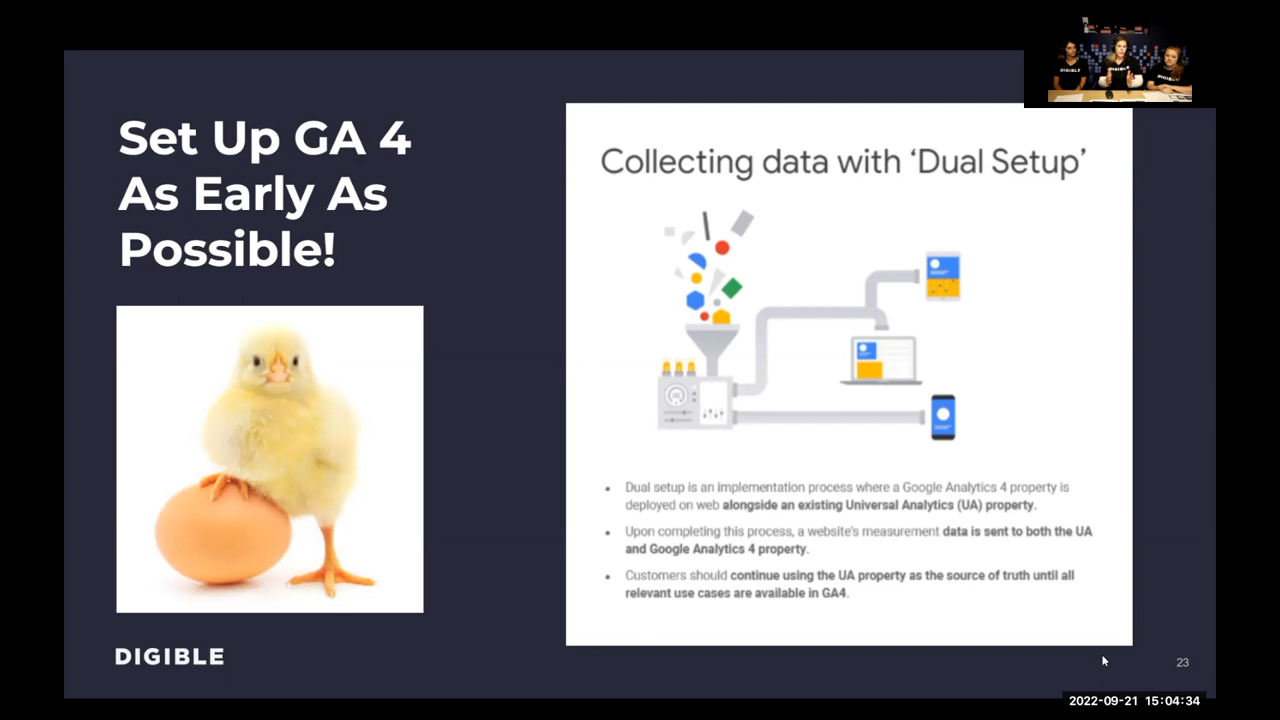 Set Up GA 4
As Early As
Possible!
Collecting data with ‘Dual Setup’
• Dual setup is an implementation process where a Google Analytics 4 property is
deployed on web alongside an existing Universal Analytics (UA) property.
• Upon completing this process, a website's measurement data is sent to both the UA
and Google Analytics 4 property.
• Customers should continue using the UA property as the source of truth until all
relevant use cases are available in GA4.
DIGIBLE
23
2022-09-21 15:04:34
DIGIBLE
DIGIBLE